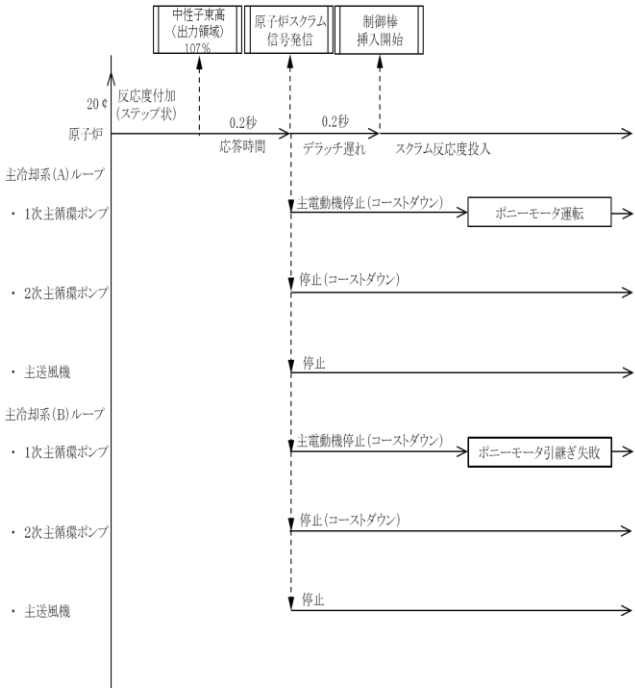 中性子束高
(出力領域)
107%
原子炉スクラム
信号発信
制御棒
挿入開始
20 ¢
反応度付加
(ステップ状)
0.2秒
0.2秒
原子炉
応答時間
デラッチ遅れ
スクラム反応度投入
主冷却系(A)ループ
・ 1次主循環ポンプ
主電動機停止(コーストダウン)
ポニーモータ運転
・ 2次主循環ポンプ
停止(コーストダウン)
・ 主送風機
停止
主冷却系(B)ループ
・ 1次主循環ポンプ
主電動機停止(コーストダウン)
ポニーモータ引継ぎ失敗
・ 2次主循環ポンプ
停止(コーストダウン)
・ 主送風機
停止